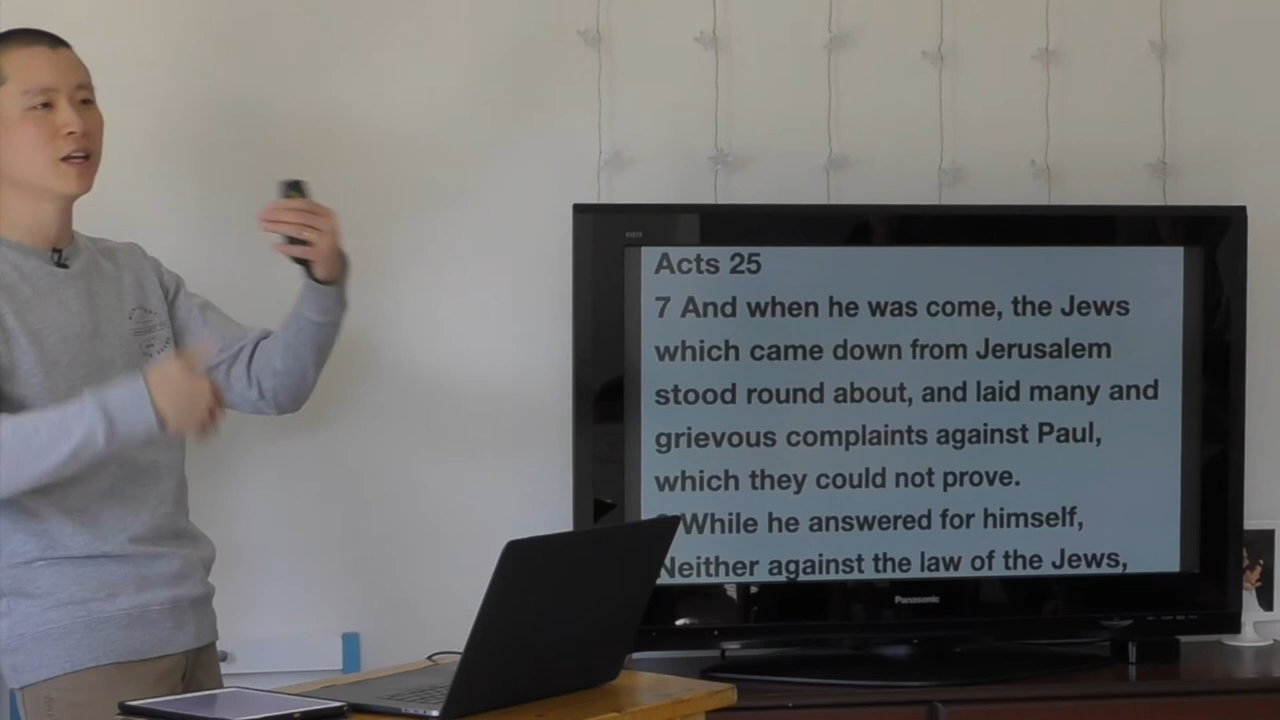 Acts 25
7 And when he was come, the Jews
which came down from Jerusalem
stood round about, and laid many and
grievous complaints against Paul,
which they could not prove.
While he answered for himself,
Neither against the law of the Jews,
Panasonic